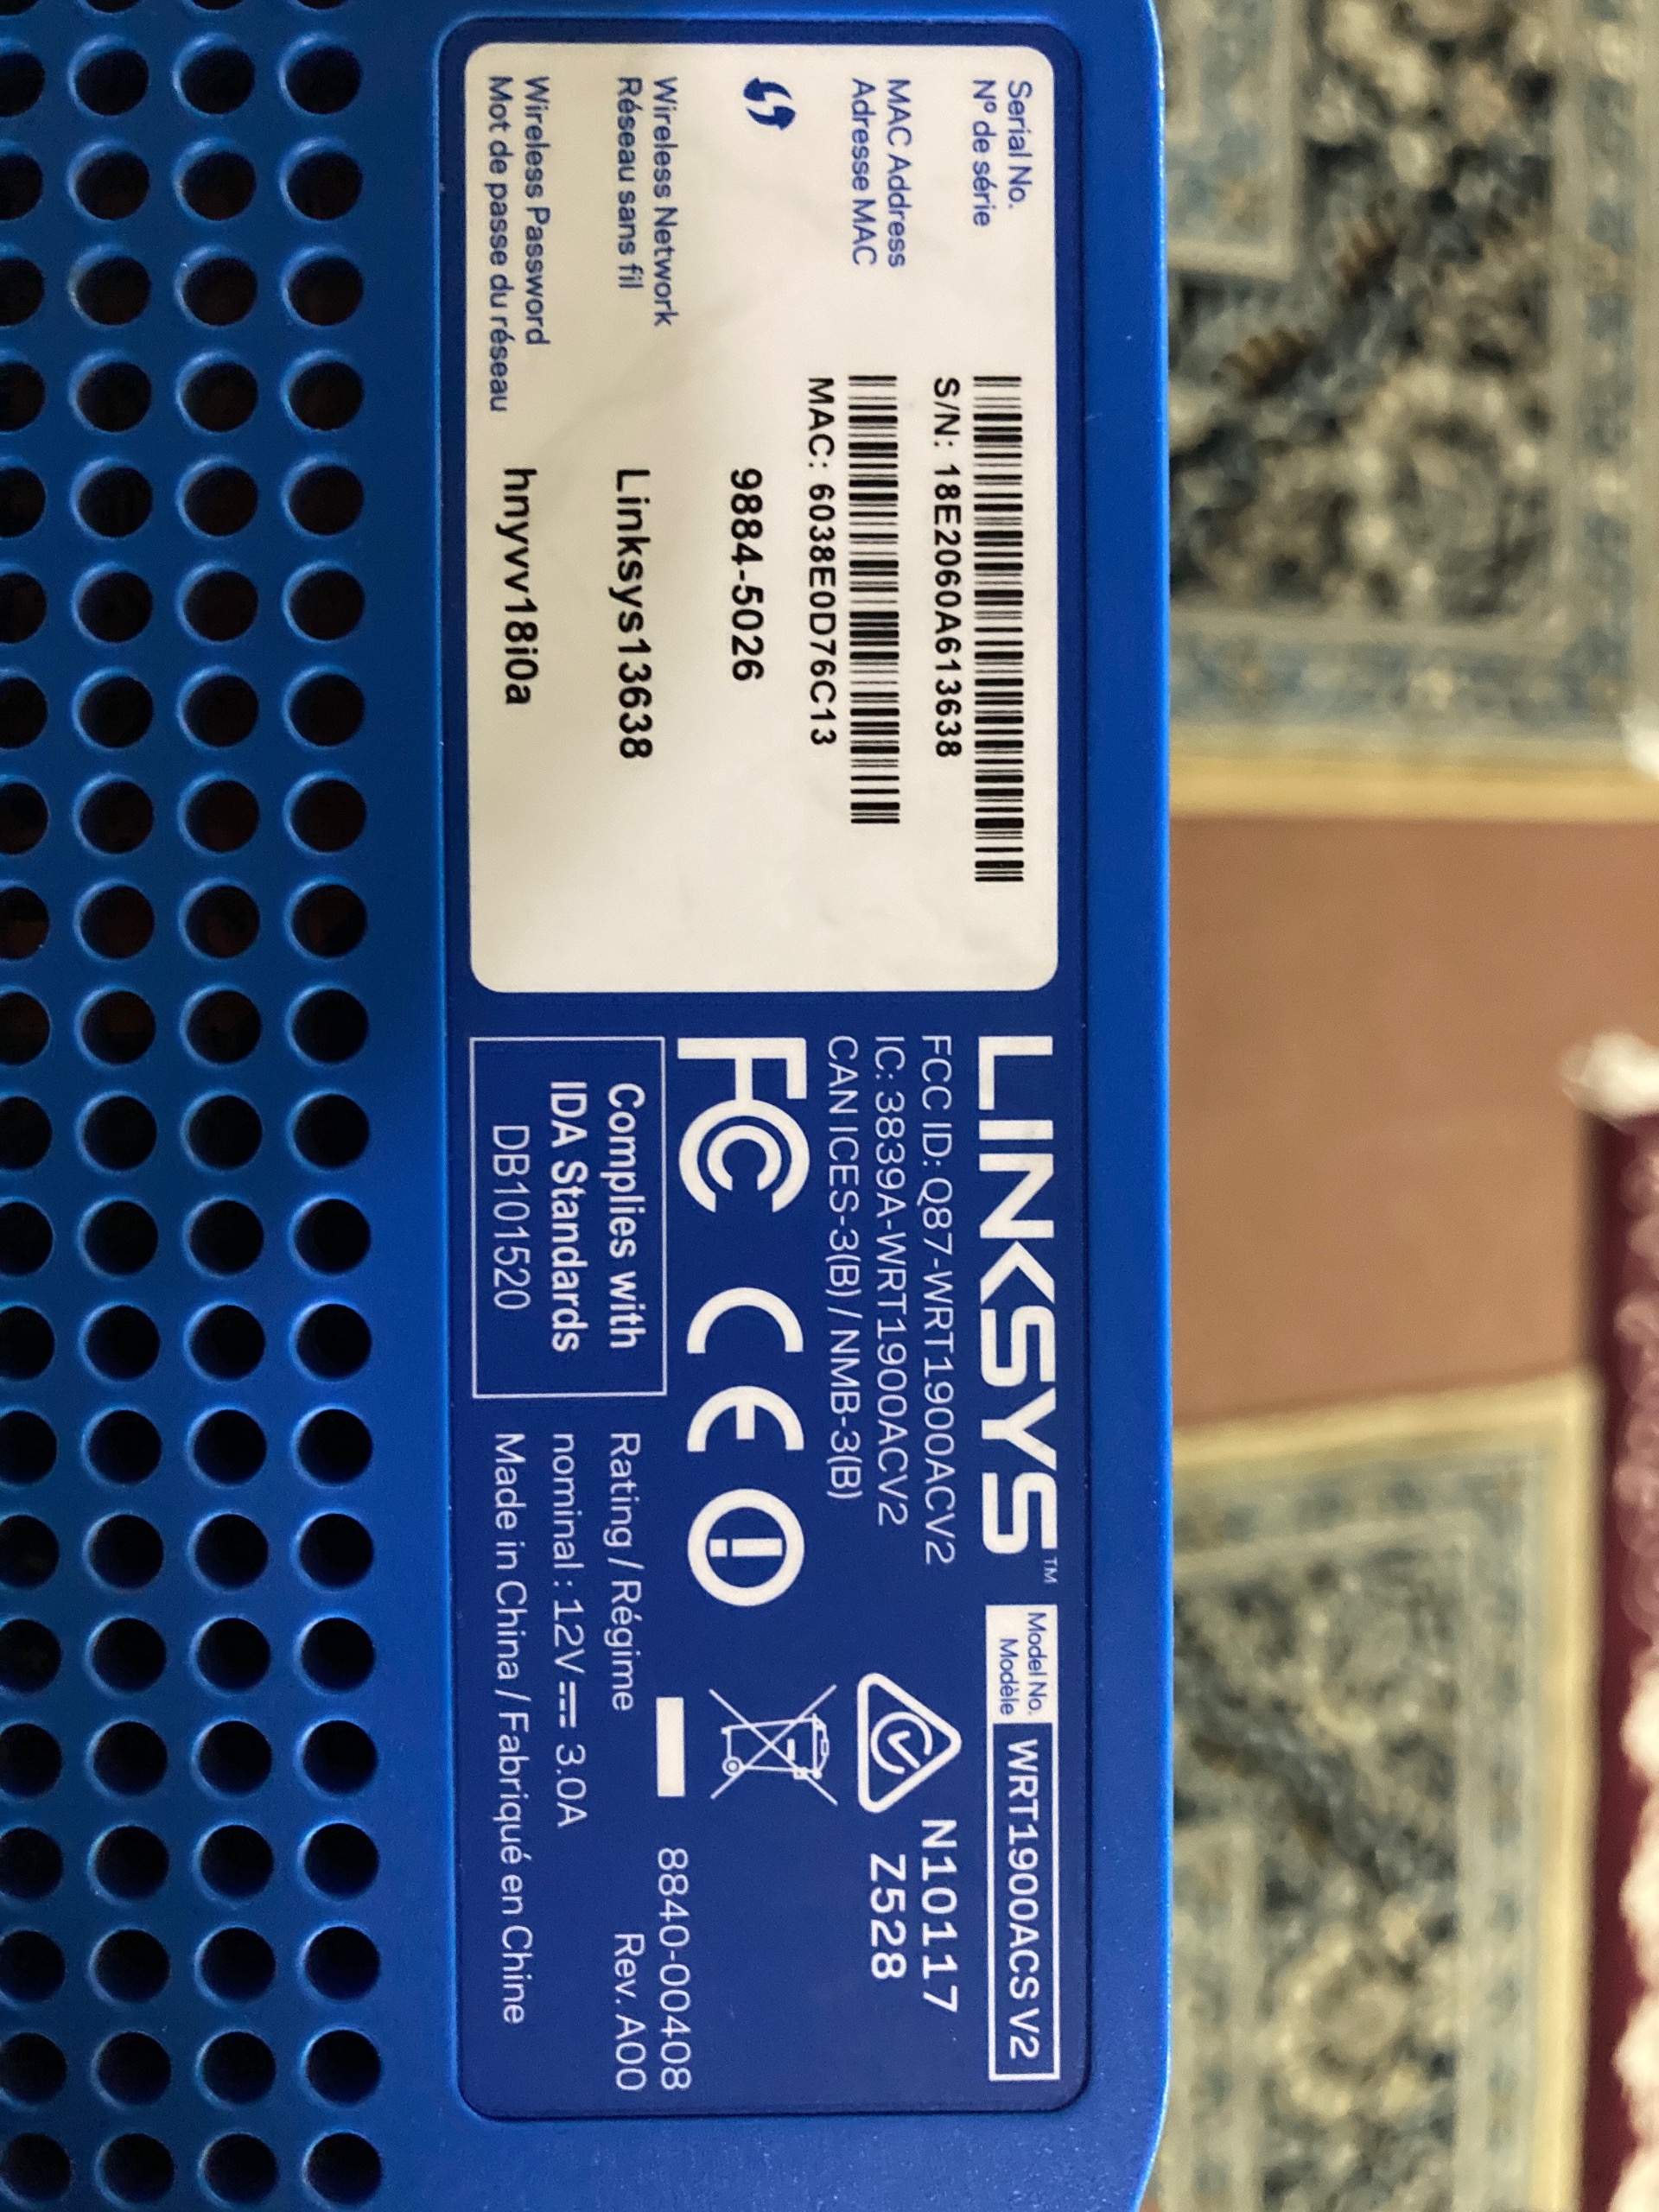 Serial No.
Nº de série
S/N: 18E2060A613638
MAC Address
Adresse MAC
MAC: 6038E0D76C13
9884-5026
Wireless Network
Réseau sans fil
Linksys13638
Wireless Password
Mot de passe du réseau
hnyvv18i0a
LINKSYS™
Model No.
Modèle
WRT1900ACS V2
FCC ID: Q87-WRT1900ACV2
IC: 3839A-WRT1900ACV2
CAN ICES-3(B) / NMB-3(B)
N10117
Z528
FC CE
Complies with
IDA Standards
DB101520
Rating / Régime
nominal : 12V⎓ 3.0A
Made in China / Fabriqué en Chine
8840-00408
Rev. A00